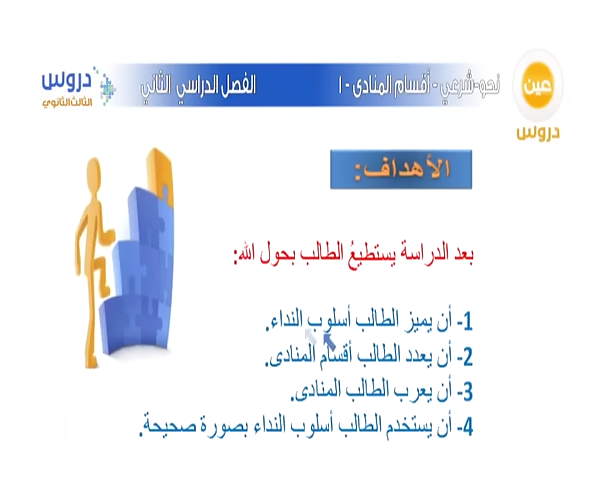 عين
دروس
نحو-شرعي - أقسام المنادى - ١
الفصل الدراسي الثاني
دروس
الثالث الثانوي
الأهداف:
بعد الدراسة يستطيعُ الطالب بحول الله:
1- أن يميز الطالب أسلوب النداء.
2- أن يعدد الطالب أقسام المنادى.
3- أن يعرب الطالب المنادى.
4- أن يستخدم الطالب أسلوب النداء بصورة صحيحة.